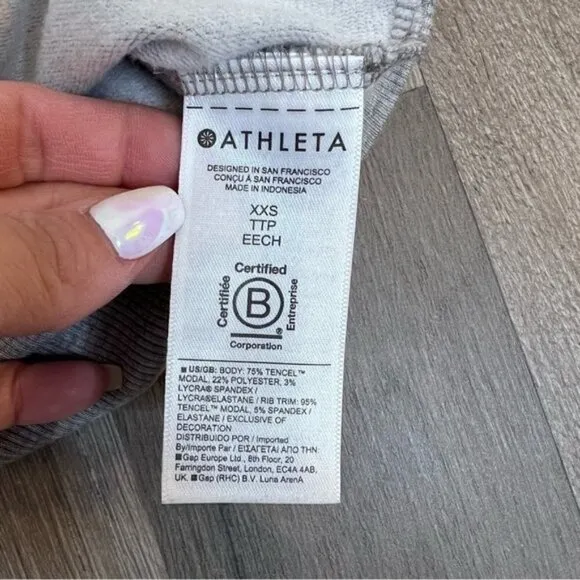 ATHLETA
DESIGNED IN SAN FRANCISCO
CONÇU À SAN FRANCISCO
MADE IN INDONESIA
XXS
TTP
EECH
Certified
Certifiée
B
Entreprise
®
Corporation
■ US/GB: BODY: 75% TENCEL™
MODAL, 22% POLYESTER, 3%
LYCRA® SPANDEX /
LYCRA®ELASTANE / RIB TRIM: 95%
TENCEL™ MODAL, 5% SPANDEX /
ELASTANE / EXCLUSIVE OF
DECORATION
DISTRIBUIDO POR / Imported
By/Importe Par / ΕΙΣΑΓΕΤΑΙ ΑΠΟ ΤΗΝ:
■ Gap Europe Ltd., 8th Floor, 20
Farringdon Street, London, EC4A 4AB,
UK. ■ Gap (RHC) B.V. Luna ArenA